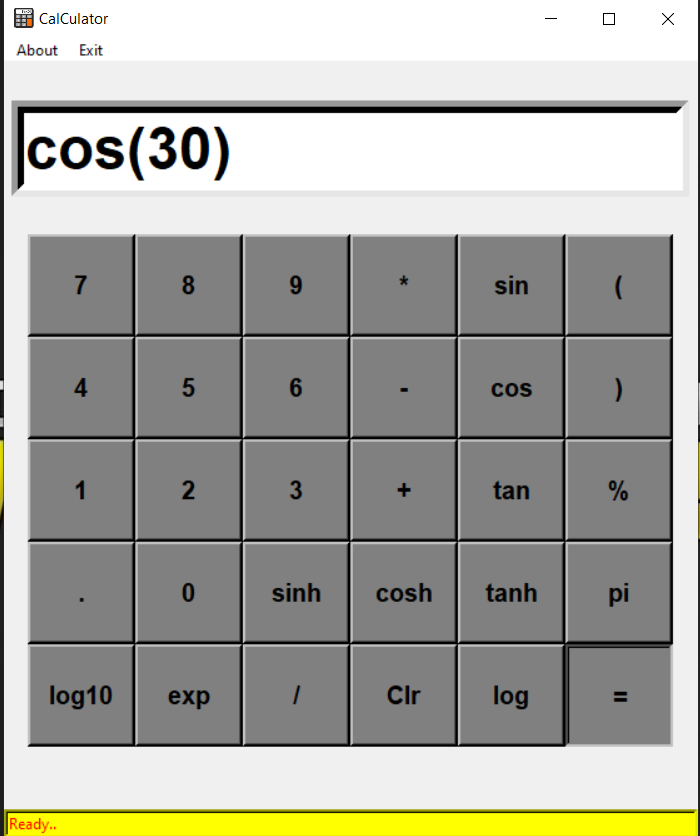 CalCulator
About Exit
cos(30)
7 8 9 * sin (
4 5 6 - cos )
1 2 3 + tan %
. 0 sinh cosh tanh pi
log10 exp / Clr log =
Ready..